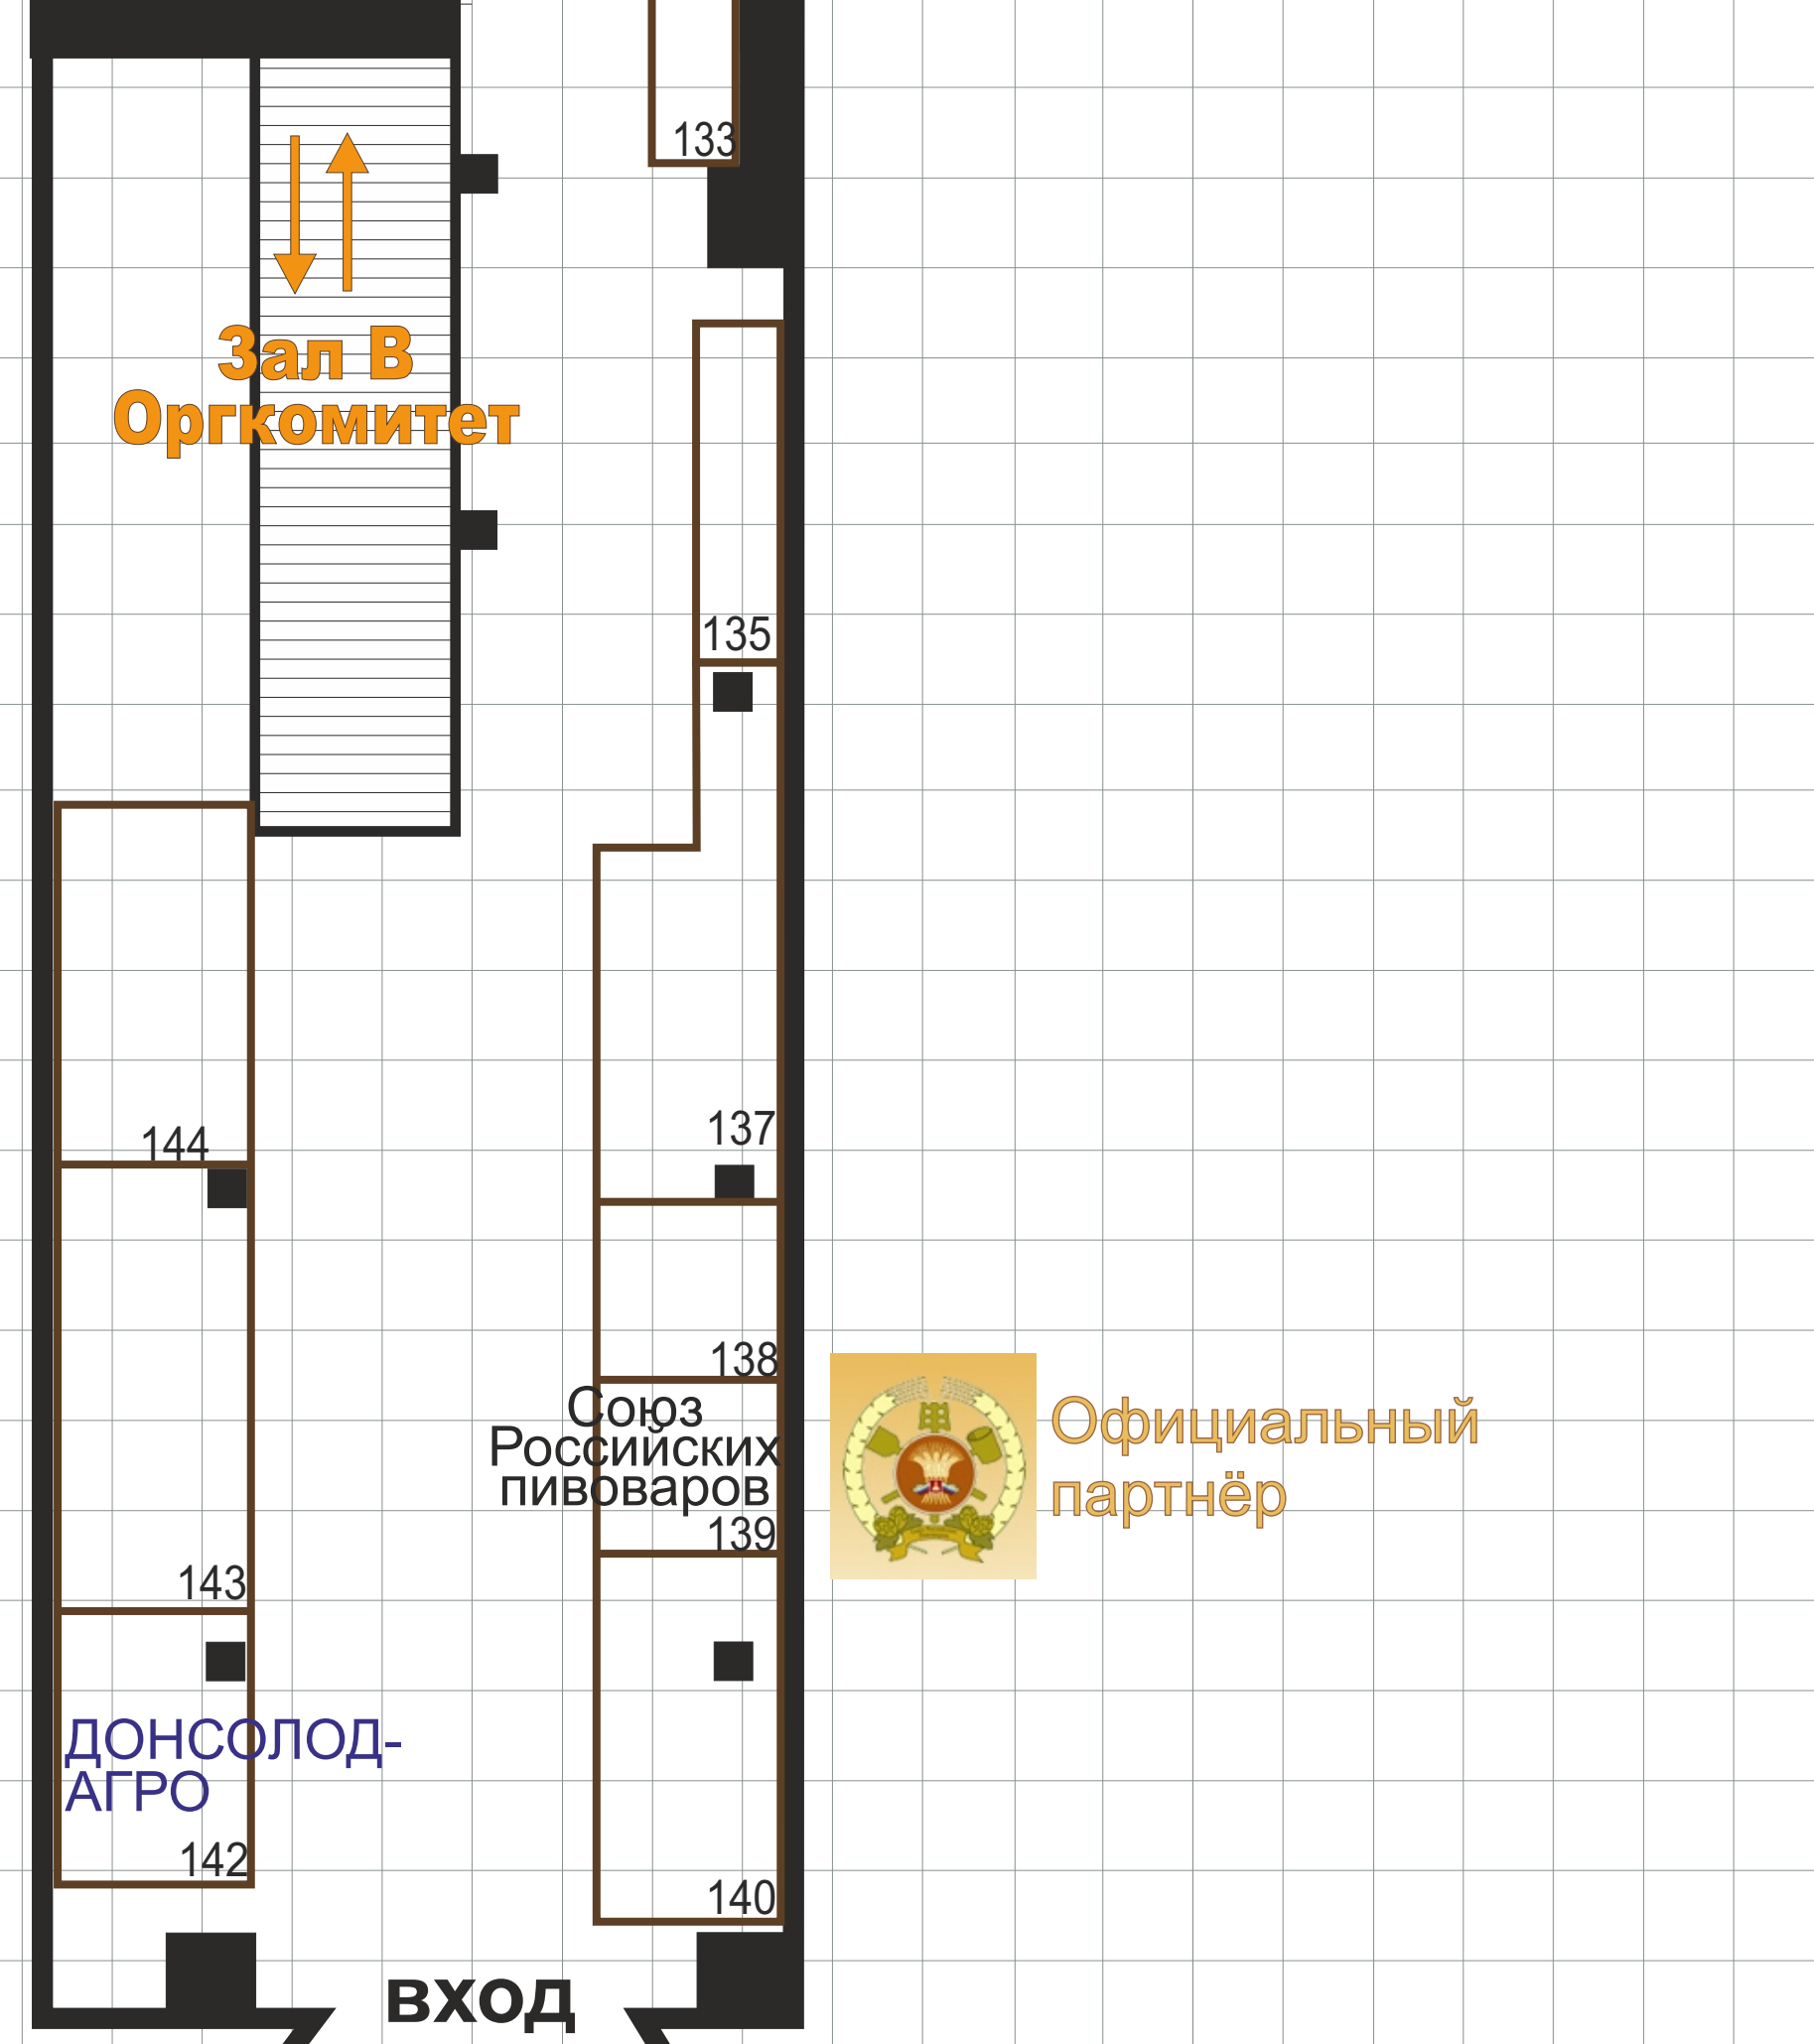 133
Зал В
Оргкомитет
135
137
144
138
Союз
Российских
пивоваров
139
Официальный
партнёр
143
ДОНСОЛОД-
АГРО
142
140
вход